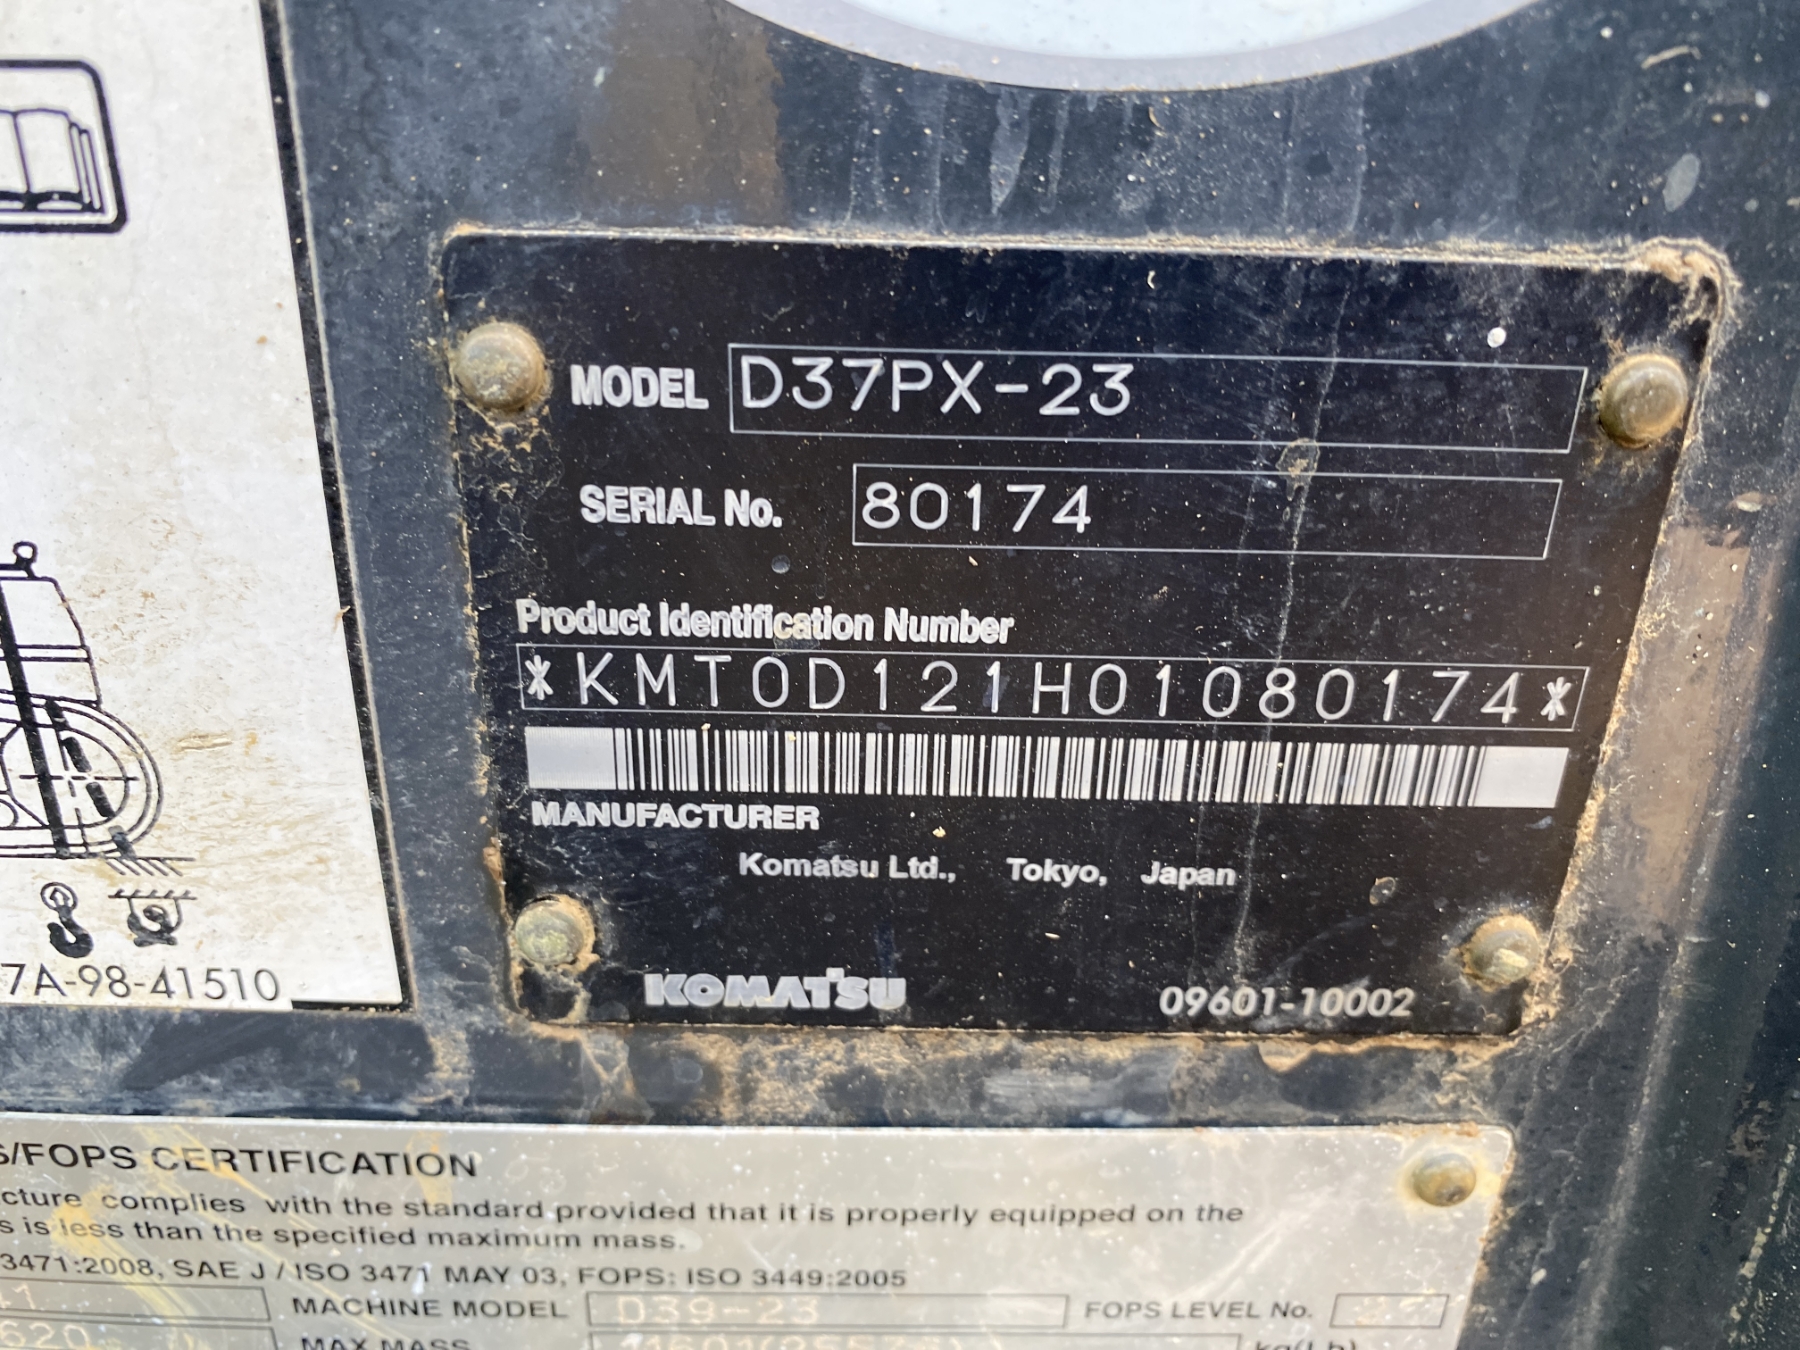 MODEL D37PX-23
SERIAL No. 80174
Product Identification Number
*KMT0D121H01080174*
MANUFACTURER
Komatsu Ltd., Tokyo, Japan
KOMATSU 09601-10002
7A-98-41510
/FOPS CERTIFICATION
cture complies with the standard provided that it is properly equipped on the
s is less than the specified maximum mass.
3471:2008, SAE J / ISO 3471 MAY 03, FOPS: ISO 3449:2005
MACHINE MODEL D39-23 FOPS LEVEL No.
620 MAX MASS kg(Lb)